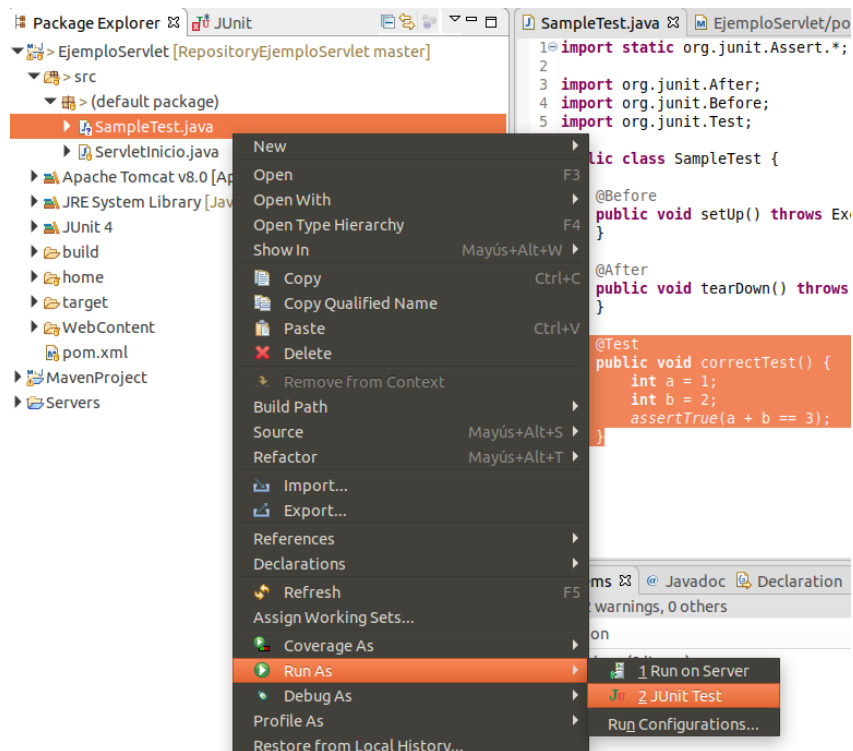 Package Explorer
JUnit
> EjemploServlet [RepositoryEjemploServlet master]
> src
> (default package)
SampleTest.java
ServletInicio.java
Apache Tomcat v8.0 [Ap
JRE System Library [Jav
JUnit 4
build
home
target
WebContent
pom.xml
MavenProject
Servers
New
Open F3
Open With
Open Type Hierarchy F4
Show In Mayús+Alt+W
Copy Ctrl+C
Copy Qualified Name
Paste Ctrl+V
Delete
Remove from Context
Build Path
Source Mayús+Alt+S
Refactor Mayús+Alt+T
Import...
Export...
References
Declarations
Refresh F5
Assign Working Sets...
Coverage As
Run As
Debug As
Profile As
Restore from Local History...
1 Run on Server
2 JUnit Test
Run Configurations...
SampleTest.java
EjemploServlet/po
1 import static org.junit.Assert.*;
2
3 import org.junit.After;
4 import org.junit.Before;
5 import org.junit.Test;
lic class SampleTest {
@Before
public void setUp() throws Exc
}
@After
public void tearDown() throws
}
@Test
public void correctTest() {
int a = 1;
int b = 2;
assertTrue(a + b == 3);
}
ms
@ Javadoc
Declaration
warnings, 0 others
on